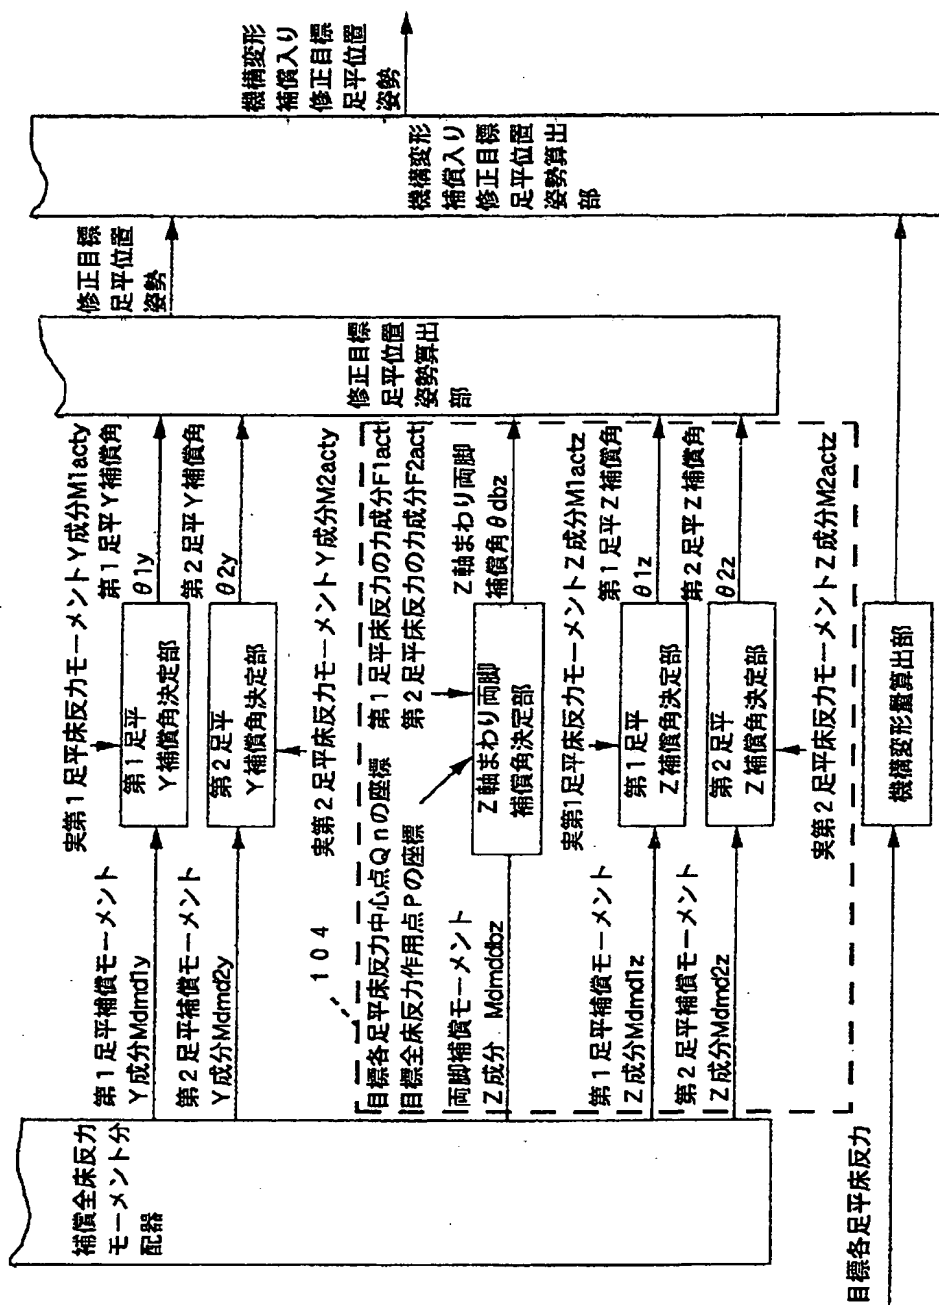 補償全床反力
モーメント分
配器
第1足平補償モーメント
Y成分Mdmd1y
第2足平補償モーメント
Y成分Mdmd2y
104
目標各足平床反力中心点Qnの座標
目標全床反力作用点Pの座標
両脚補償モーメント
Z成分 Mdmddbz
第1足平補償モーメント
Z成分Mdmd1z
第2足平補償モーメント
Z成分Mdmd2z
目標各足平床反力
実第1足平床反力モーメントY成分M1acty
第1足平
Y補償角決定部
第2足平
Y補償角決定部
実第2足平床反力モーメントY成分M2acty
第1足平床反力の力成分F1act
第2足平床反力の力成分F2act
Z軸まわり両脚
補償角決定部
実第1足平床反力モーメントZ成分M1actz
第1足平
Z補償角決定部
第2足平
Z補償角決定部
実第2足平床反力モーメントZ成分M2actz
機構変形量算出部
第1足平Y補償角
θ1y
第2足平Y補償角
θ2y
Z軸まわり両脚
補償角θdbz
第1足平Z補償角
θ1z
第2足平Z補償角
θ2z
修正目標
足平位置
姿勢算出
部
修正目標
足平位置
姿勢
機構変形
補償入り
修正目標
足平位置
姿勢算出
部
機構変形
補償入り
修正目標
足平位置
姿勢